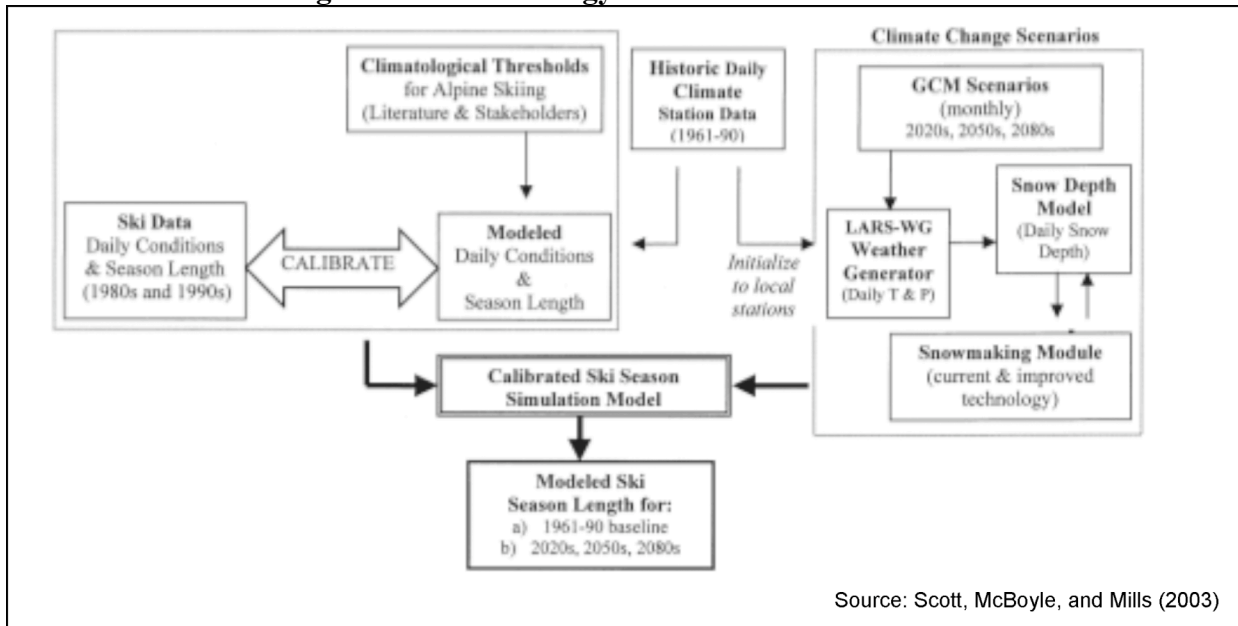 Climate Change Scenarios
Climatological Thresholds
for Alpine Skiing
(Literature & Stakeholders)
Historic Daily
Climate
Station Data
(1961-90)
GCM Scenarios
(monthly)
2020s, 2050s, 2080s
Ski Data
Daily Conditions
& Season Length
(1980s and 1990s)
CALIBRATE
Modeled
Daily Conditions
&
Season Length
Initialize
to local
stations
LARS-WG
Weather
Generator
(Daily T & P)
Snow Depth
Model
(Daily Snow
Depth)
Snowmaking Module
(current & improved
technology)
Calibrated Ski Season
Simulation Model
Modeled Ski
Season Length for:
a) 1961-90 baseline
b) 2020s, 2050s, 2080s
Source: Scott, McBoyle, and Mills (2003)